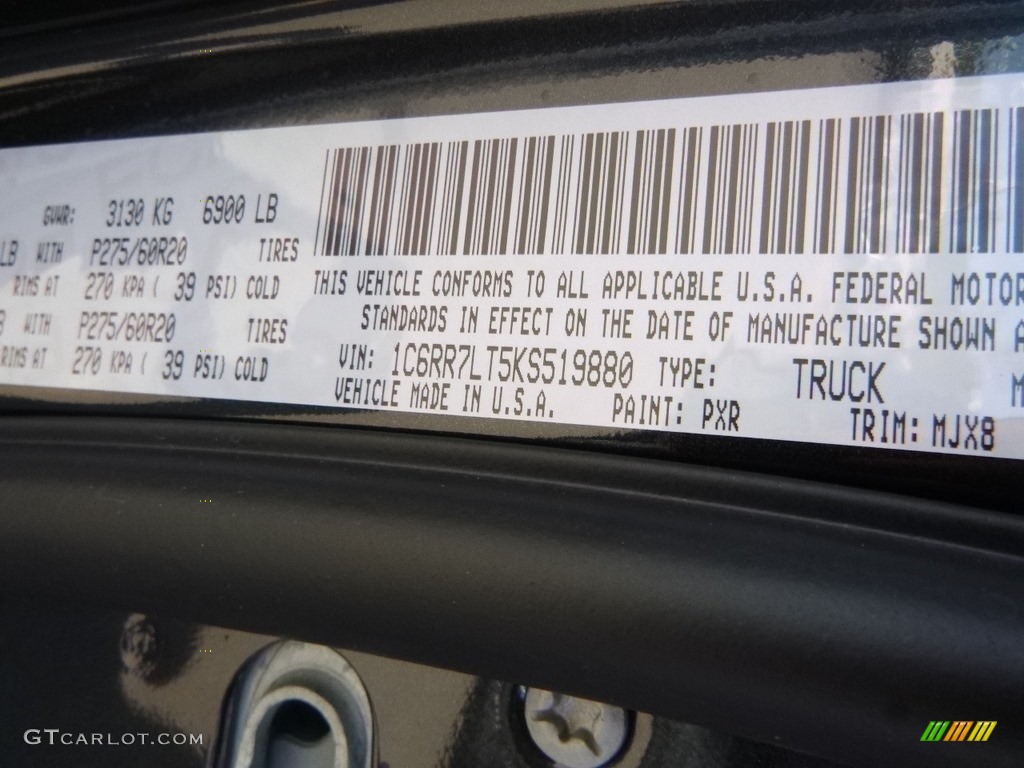 GVWR: 3130 KG 6900 LB
LB WITH P275/60R20 TIRES
RIMS AT 270 KPA ( 39 PSI) COLD
WITH P275/60R20 TIRES
RIMS AT 270 KPA ( 39 PSI) COLD
THIS VEHICLE CONFORMS TO ALL APPLICABLE U.S.A. FEDERAL MOTOR
STANDARDS IN EFFECT ON THE DATE OF MANUFACTURE SHOWN A
VIN: 1C6RR7LT5KS519880 TYPE: TRUCK M
VEHICLE MADE IN U.S.A. PAINT: PXR TRIM: MJX8
GTCARLOT.COM